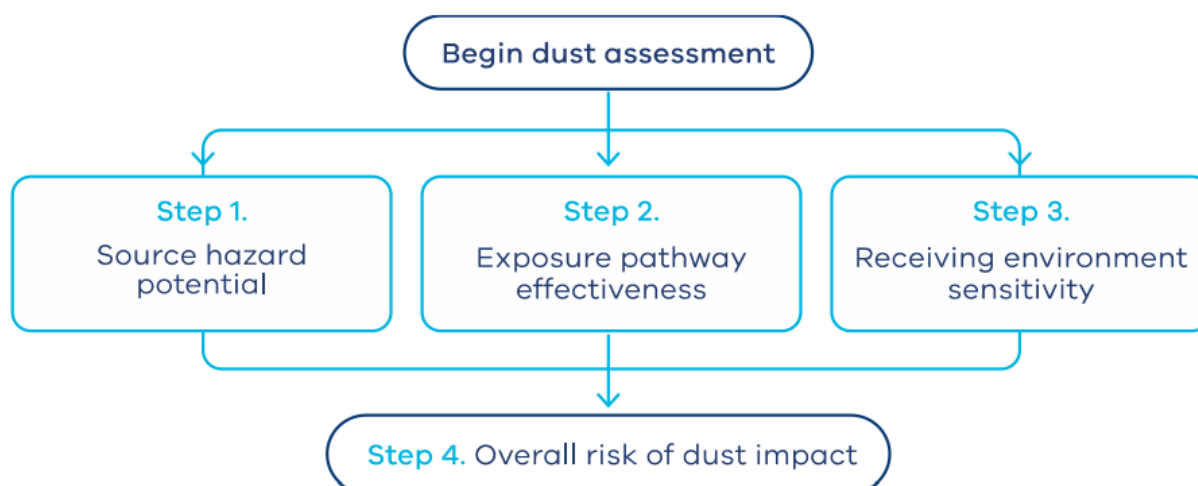 Begin dust assessment
Step 1.
Source hazard
potential
Step 2.
Exposure pathway
effectiveness
Step 3.
Receiving environment
sensitivity
Step 4. Overall risk of dust impact